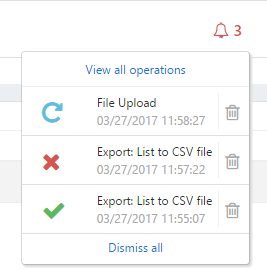 3
View all operations
File Upload
03/27/2017 11:58:27
Export: List to CSV file
03/27/2017 11:57:22
Export: List to CSV file
03/27/2017 11:55:07
Dismiss all